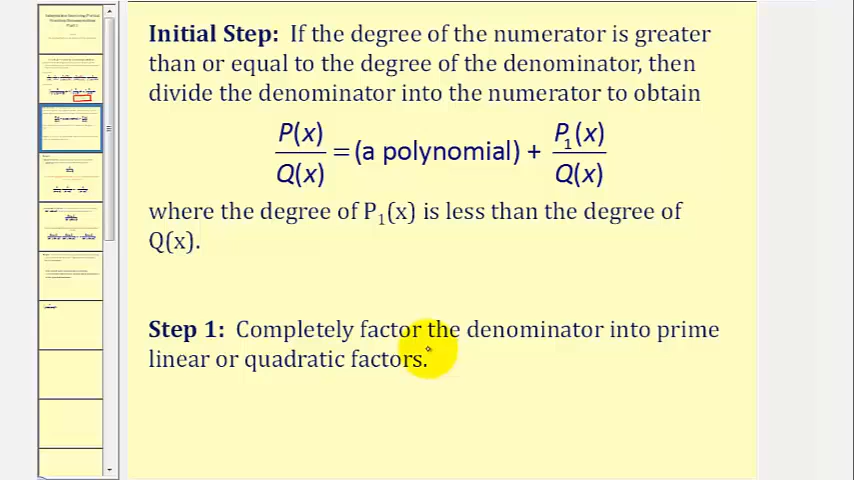 Initial Step: If the degree of the numerator is greater
than or equal to the degree of the denominator, then
divide the denominator into the numerator to obtain
P(x)/Q(x) = (a polynomial) + P₁(x)/Q(x)
where the degree of P₁(x) is less than the degree of
Q(x).
Step 1: Completely factor the denominator into prime
linear or quadratic factors.